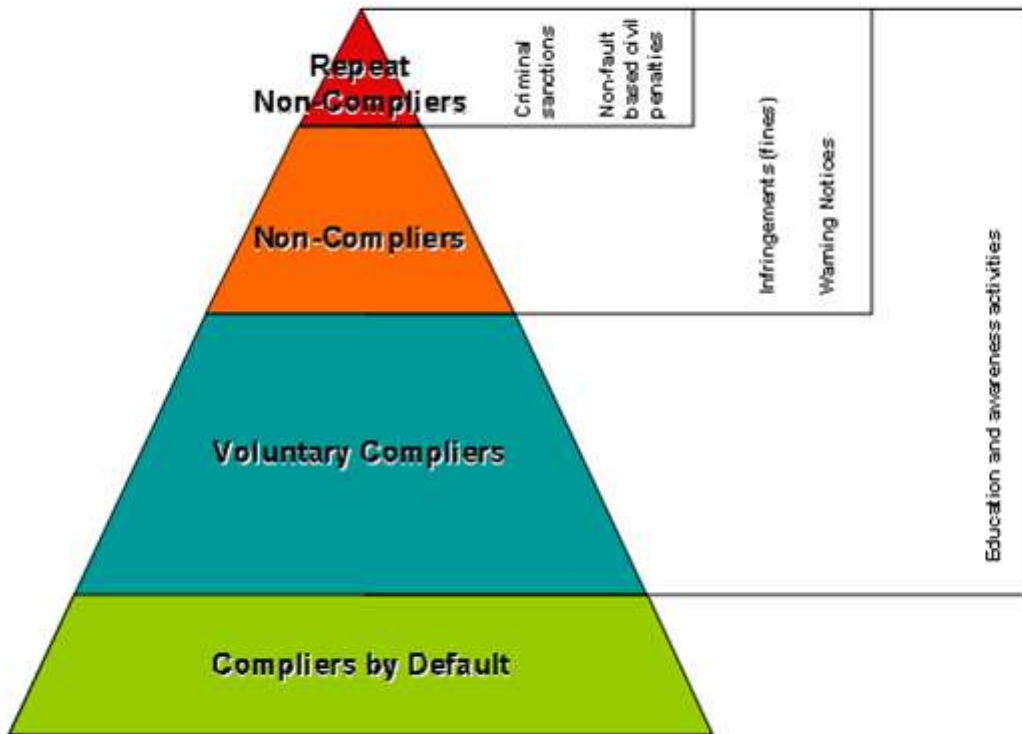 Repeat
Non-Compliers
Criminal
sanctions
Non-fault
based civil
penalties
Infringements (fines)
Warning Notices
Education and awareness activities
Non-Compliers
Voluntary Compliers
Compliers by Default